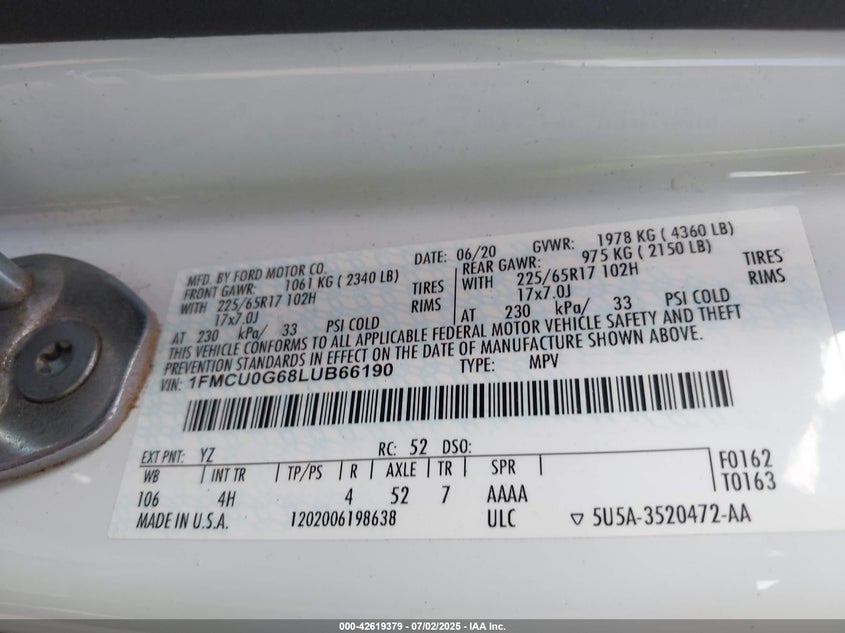 MFD. BY FORD MOTOR CO.
DATE: 06/20 GVWR: 1978 KG ( 4360 LB)
FRONT GAWR: 1061 KG ( 2340 LB)
REAR GAWR: 975 KG ( 2150 LB)
WITH 225/65R17 102H TIRES
WITH 225/65R17 102H TIRES
17x7.0J RIMS
17x7.0J RIMS
AT 230 kPa/ 33 PSI COLD
AT 230 kPa/ 33 PSI COLD
THIS VEHICLE CONFORMS TO ALL APPLICABLE FEDERAL MOTOR VEHICLE SAFETY AND THEFT
PREVENTION STANDARDS IN EFFECT ON THE DATE OF MANUFACTURE SHOWN ABOVE.
VIN: 1FMCU0G68LUB66190 TYPE: MPV
EXT PNT: YZ RC: 52 DSO:
WB INT TR TP/PS R AXLE TR SPR
106 4H 4 52 7 AAAA
F0162
T0163
MADE IN U.S.A. 1202006198638 ULC ▽ 5U5A-3520472-AA
000-42619379 - 07/02/2025 - IAA Inc.